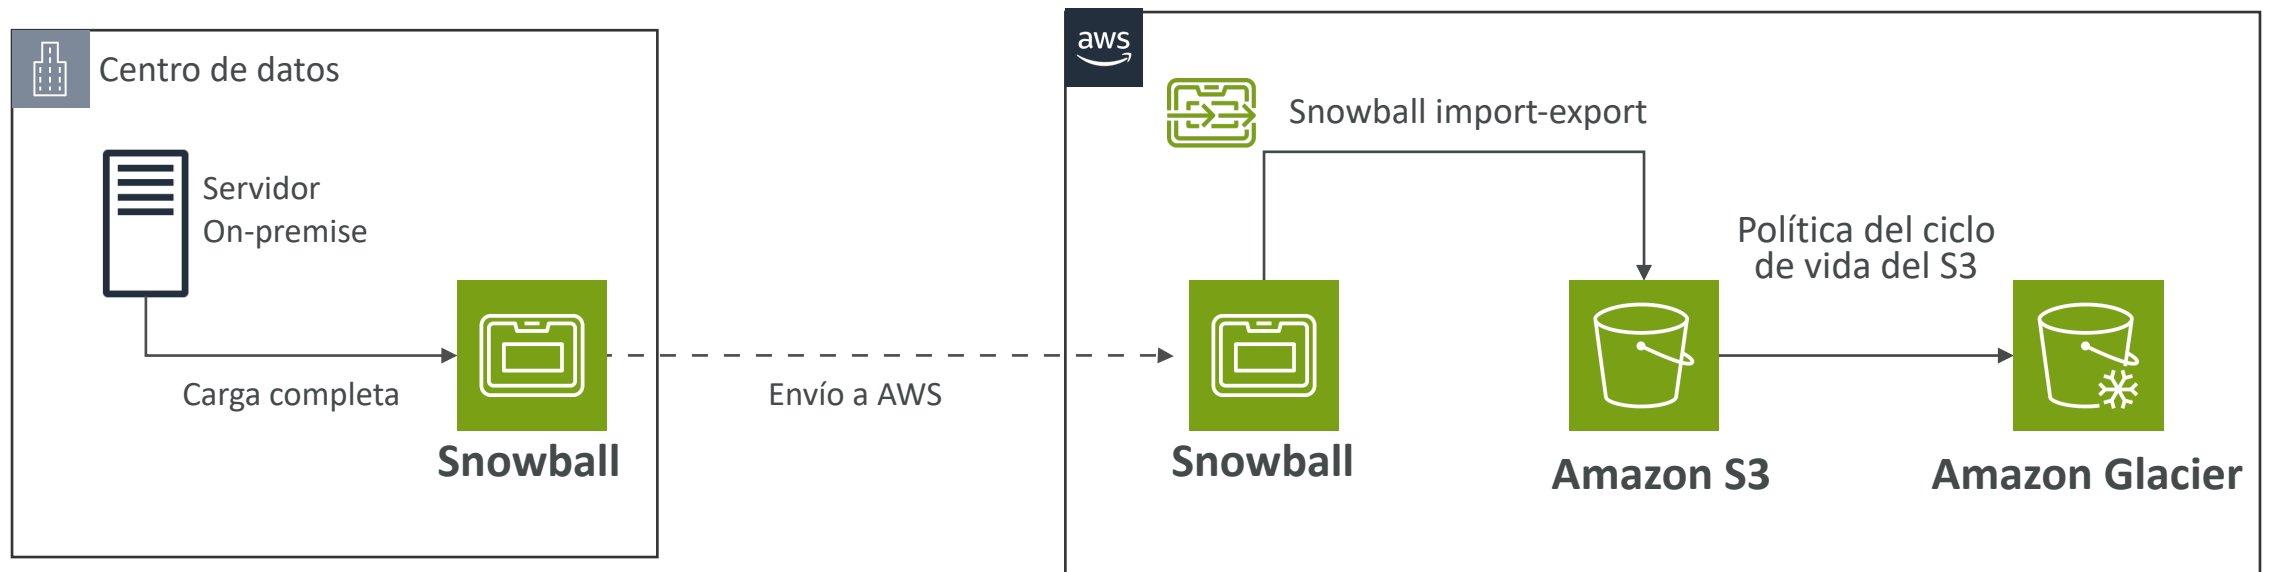 Centro de datos
Servidor
On-premise
Carga completa
Snowball
Envío a AWS
aws
Snowball import-export
Snowball
Política del ciclo
de vida del S3
Amazon S3
Amazon Glacier